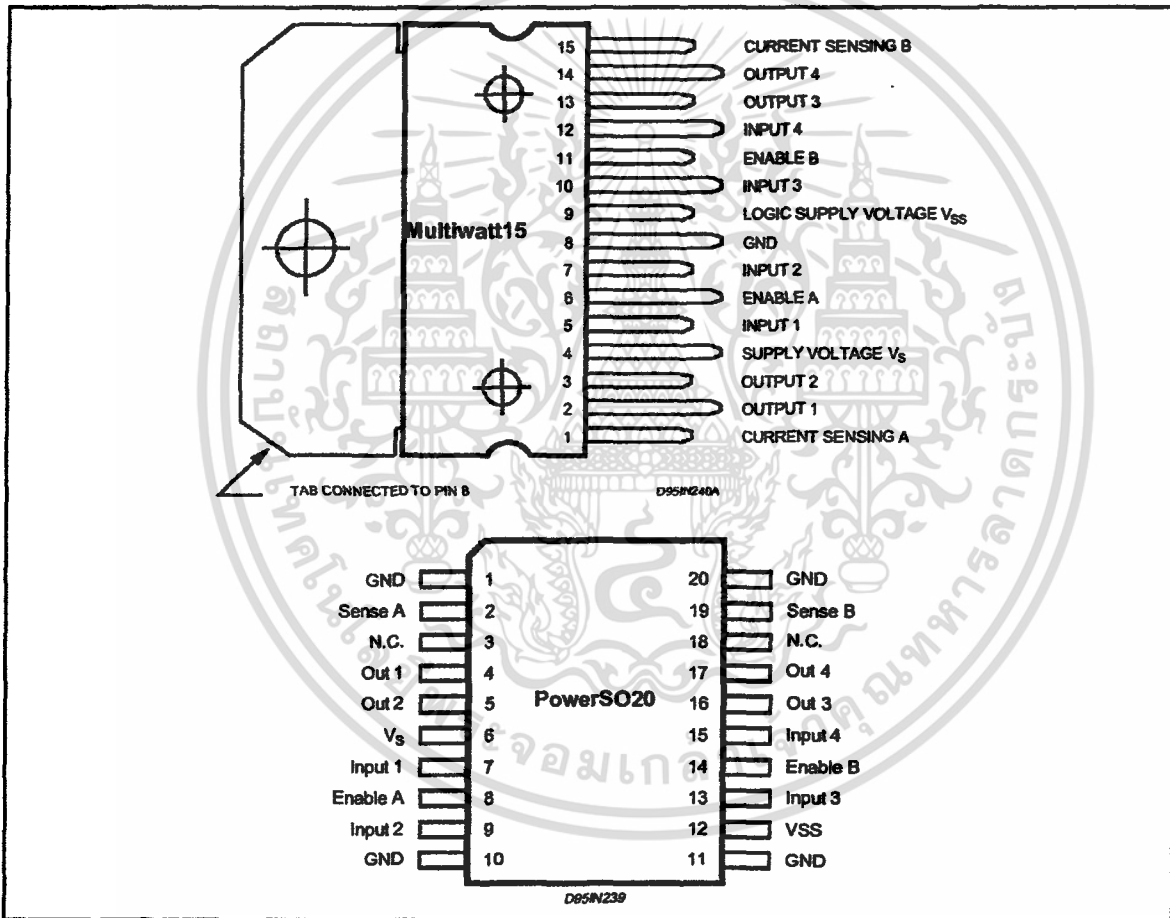 15 CURRENT SENSING B
14 OUTPUT 4
13 OUTPUT 3
12 INPUT 4
11 ENABLE B
10 INPUT 3
9 LOGIC SUPPLY VOLTAGE VSS
Multiwatt15
8 GND
7 INPUT 2
6 ENABLE A
5 INPUT 1
4 SUPPLY VOLTAGE VS
3 OUTPUT 2
2 OUTPUT 1
1 CURRENT SENSING A
TAB CONNECTED TO PIN 8
D95IN240A
GND 1 20 GND
Sense A 2 19 Sense B
N.C. 3 18 N.C.
Out 1 4 17 Out 4
Out 2 5 PowerSO20 16 Out 3
VS 6 15 Input 4
Input 1 7 14 Enable B
Enable A 8 13 Input 3
Input 2 9 12 VSS
GND 10 11 GND
D95IN239